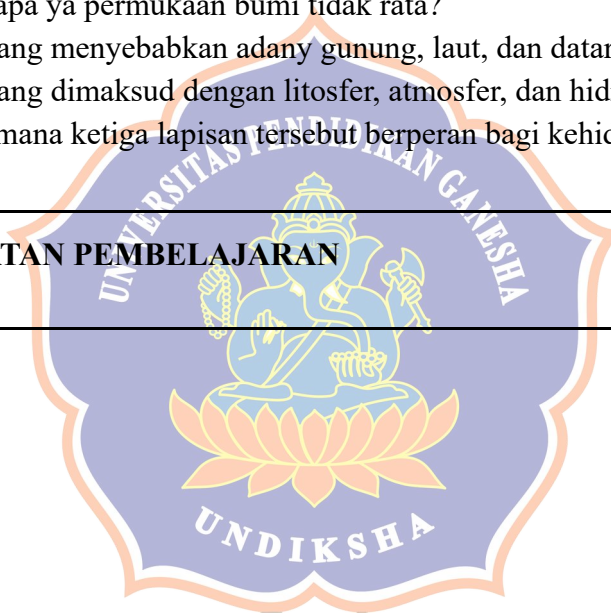 apa ya permukaan bumi tidak rata?
ang menyebabkan adany gunung, laut, dan datar
ang dimaksud dengan litosfer, atmosfer, dan hid
mana ketiga lapisan tersebut berperan bagi kehid
TAN PEMBELAJARAN
UNIVERSITAS PENDIDIKAN GANESHA
UNDIKSHA